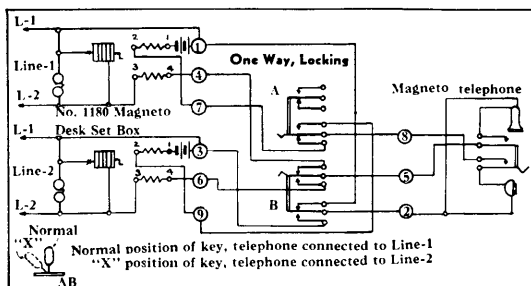 L-1
2 1
1
Line-1
3 4
4
One Way, Locking
A
Magneto telephone
L-2
7
No. 1180 Magneto
Desk Set Box
8
L-1
2 1
3
Line-2
3 4
6
5
B
2
L-2
9
Normal
"X"
Normal position of key, telephone connected to Line-1
"X" position of key, telephone connected to Line-2
AB